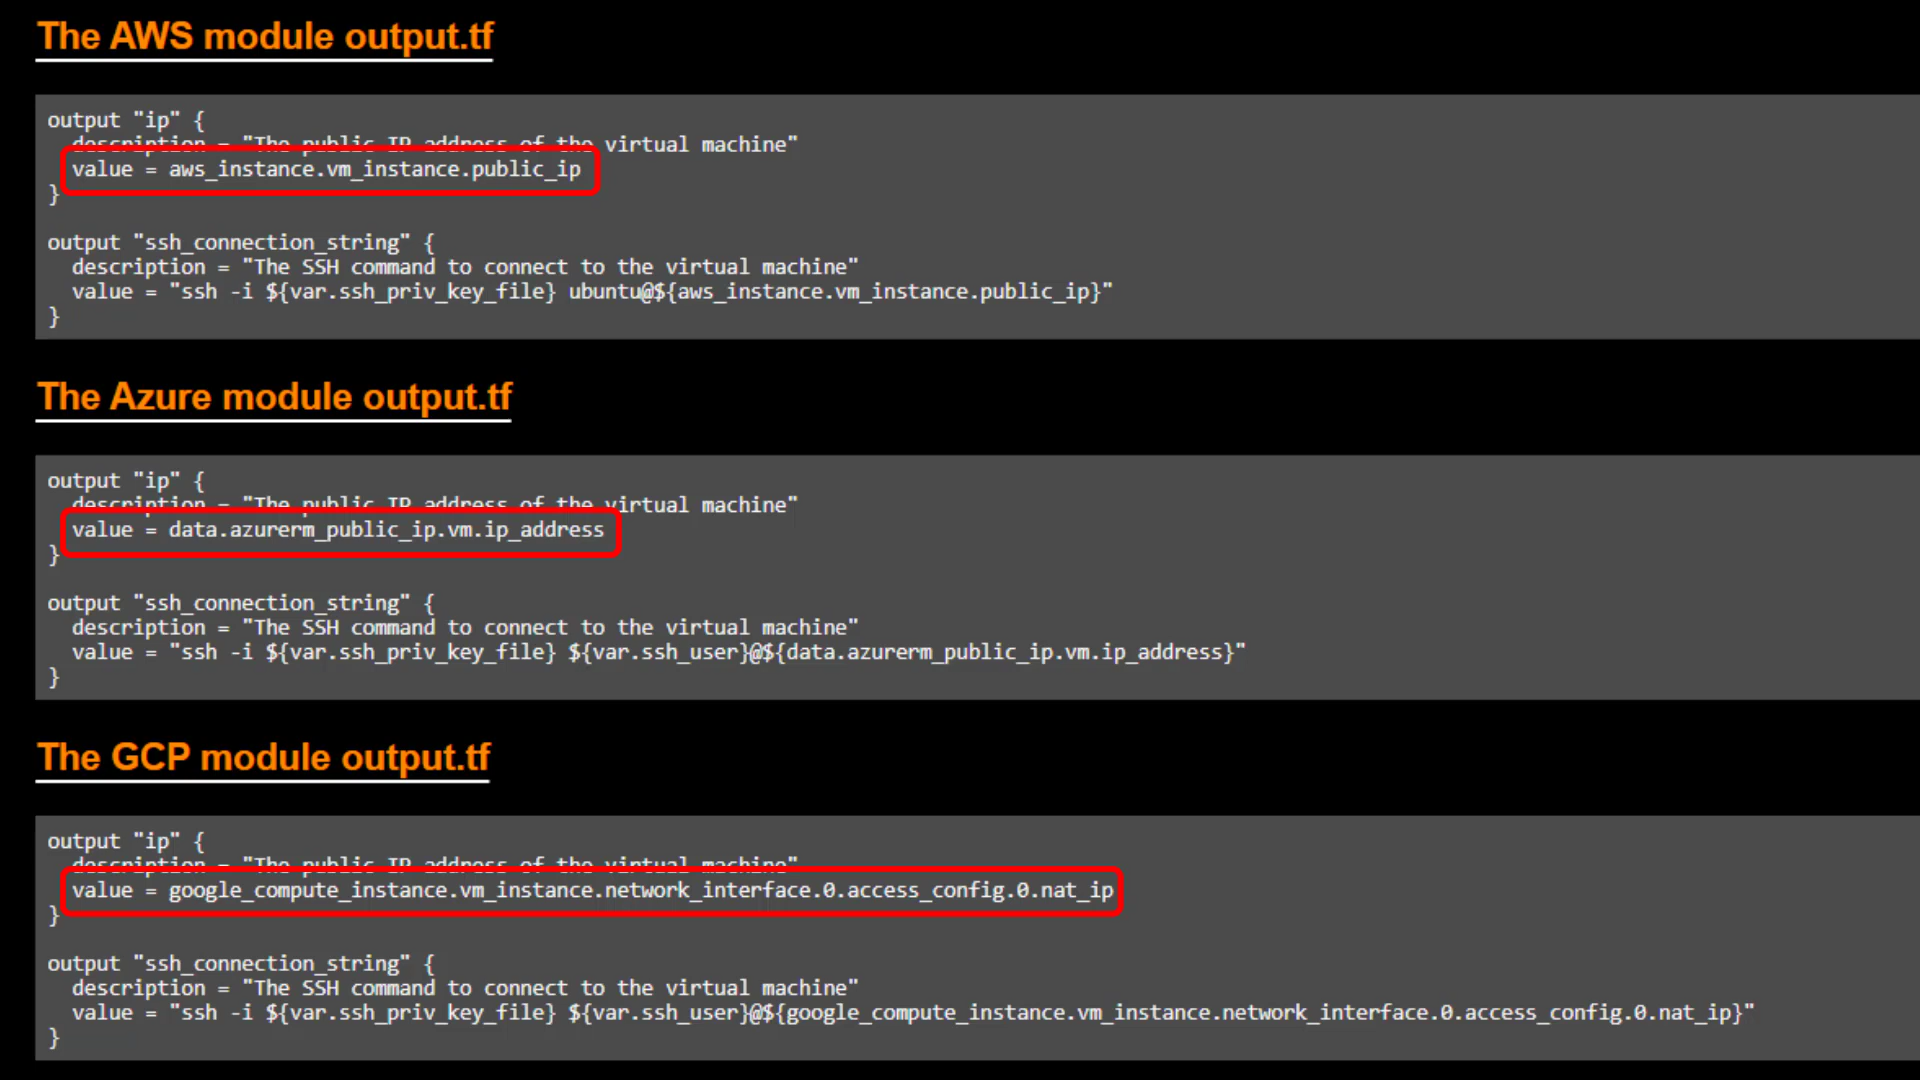 The AWS module output.tf
output "ip" {
  description = "The public IP address of the virtual machine"
  value = aws_instance.vm_instance.public_ip
}
output "ssh_connection_string" {
  description = "The SSH command to connect to the virtual machine"
  value = "ssh -i ${var.ssh_priv_key_file} ubuntu@${aws_instance.vm_instance.public_ip}"
}
The Azure module output.tf
output "ip" {
  description = "The public IP address of the virtual machine"
  value = data.azurerm_public_ip.vm.ip_address
}
output "ssh_connection_string" {
  description = "The SSH command to connect to the virtual machine"
  value = "ssh -i ${var.ssh_priv_key_file} ${var.ssh_user}@${data.azurerm_public_ip.vm.ip_address}"
}
The GCP module output.tf
output "ip" {
  description = "The public IP address of the virtual machine"
  value = google_compute_instance.vm_instance.network_interface.0.access_config.0.nat_ip
}
output "ssh_connection_string" {
  description = "The SSH command to connect to the virtual machine"
  value = "ssh -i ${var.ssh_priv_key_file} ${var.ssh_user}@${google_compute_instance.vm_instance.network_interface.0.access_config.0.nat_ip}"
}